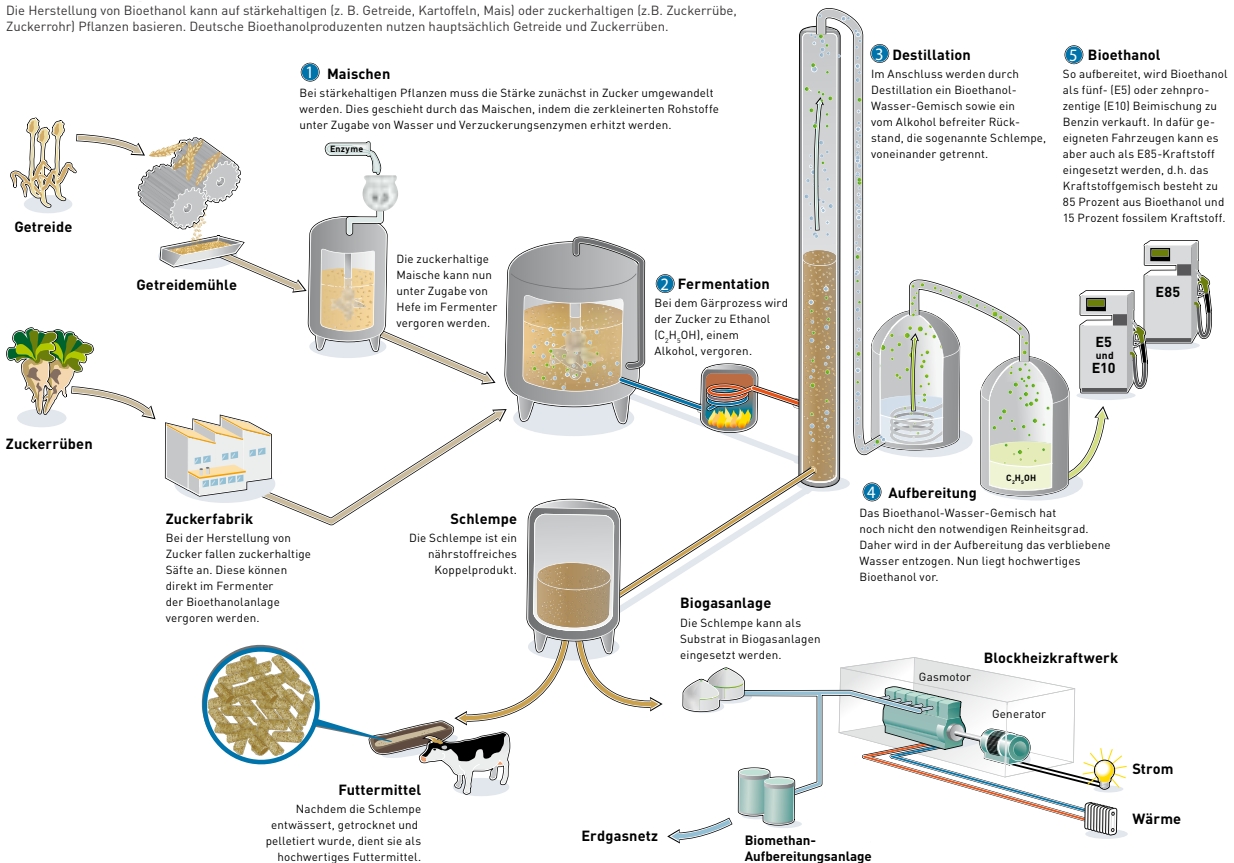 Die Herstellung von Bioethanol kann auf stärkehaltigen (z. B. Getreide, Kartoffeln, Mais) oder zuckerhaltigen (z.B. Zuckerrübe,
Zuckerrohr) Pflanzen basieren. Deutsche Bioethanolproduzenten nutzen hauptsächlich Getreide und Zuckerrüben.
1 Maischen
Bei stärkehaltigen Pflanzen muss die Stärke zunächst in Zucker umgewandelt
werden. Dies geschieht durch das Maischen, indem die zerkleinerten Rohstoffe
unter Zugabe von Wasser und Verzuckerungsenzymen erhitzt werden.
Enzyme
Getreide
Getreidemühle
Die zuckerhaltige
Maische kann nun
unter Zugabe von
Hefe im Fermenter
vergoren werden.
2 Fermentation
Bei dem Gärprozess wird
der Zucker zu Ethanol
(C₂H₅OH), einem
Alkohol, vergoren.
3 Destillation
Im Anschluss werden durch
Destillation ein Bioethanol-
Wasser-Gemisch sowie ein
vom Alkohol befreiter Rück-
stand, die sogenannte Schlempe,
voneinander getrennt.
5 Bioethanol
So aufbereitet, wird Bioethanol
als fünf- (E5) oder zehnpro-
zentige (E10) Beimischung zu
Benzin verkauft. In dafür ge-
eigneten Fahrzeugen kann es
aber auch als E85-Kraftstoff
eingesetzt werden, d.h. das
Kraftstoffgemisch besteht zu
85 Prozent aus Bioethanol und
15 Prozent fossilem Kraftstoff.
E85
E5
und
E10
C₂H₅OH
4 Aufbereitung
Das Bioethanol-Wasser-Gemisch hat
noch nicht den notwendigen Reinheitsgrad.
Daher wird in der Aufbereitung das verbliebene
Wasser entzogen. Nun liegt hochwertiges
Bioethanol vor.
Zuckerrüben
Zuckerfabrik
Bei der Herstellung von
Zucker fallen zuckerhaltige
Säfte an. Diese können
direkt im Fermenter
der Bioethanolanlage
vergoren werden.
Schlempe
Die Schlempe ist ein
nährstoffreiches
Koppelprodukt.
Biogasanlage
Die Schlempe kann als
Substrat in Biogasanlagen
eingesetzt werden.
Blockheizkraftwerk
Gasmotor
Generator
Strom
Wärme
Futtermittel
Nachdem die Schlempe
entwässert, getrocknet und
pelletiert wurde, dient sie als
hochwertiges Futtermittel.
Erdgasnetz
Biomethan-
Aufbereitungsanlage